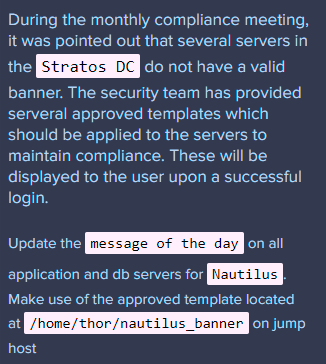 During the monthly compliance meeting,
it was pointed out that several servers in
the Stratos DC do not have a valid
banner. The security team has provided
serveral approved templates which
should be applied to the servers to
maintain compliance. These will be
displayed to the user upon a successful
login.
Update the message of the day on all
application and db servers for Nautilus.
Make use of the approved template located
at /home/thor/nautilus_banner on jump
host